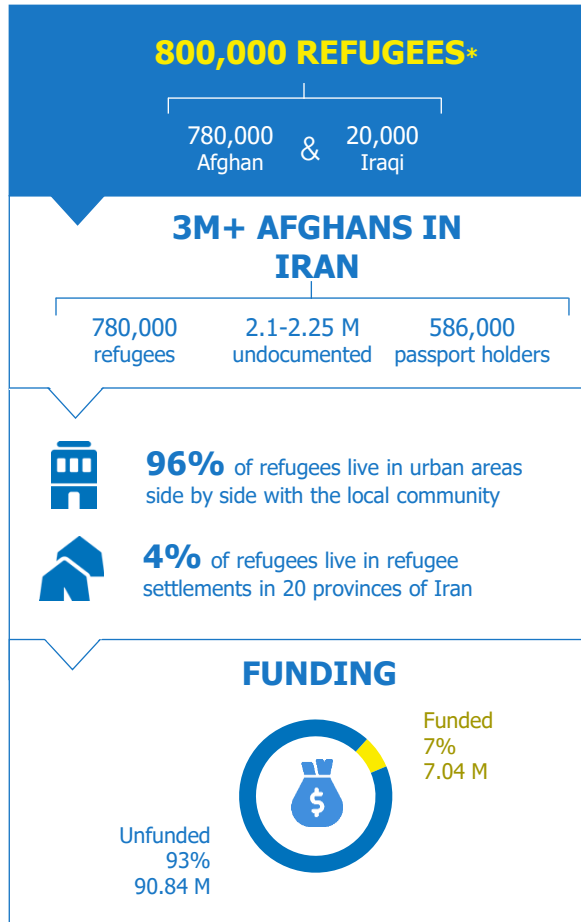 800,000 REFUGEES*
780,000
Afghan
&
20,000
Iraqi
3M+ AFGHANS IN
IRAN
780,000
refugees
2.1-2.25 M
undocumented
586,000
passport holders
96% of refugees live in urban areas
side by side with the local community
4% of refugees live in refugee
settlements in 20 provinces of Iran
FUNDING
Funded
7%
7.04 M
$
Unfunded
93%
90.84 M